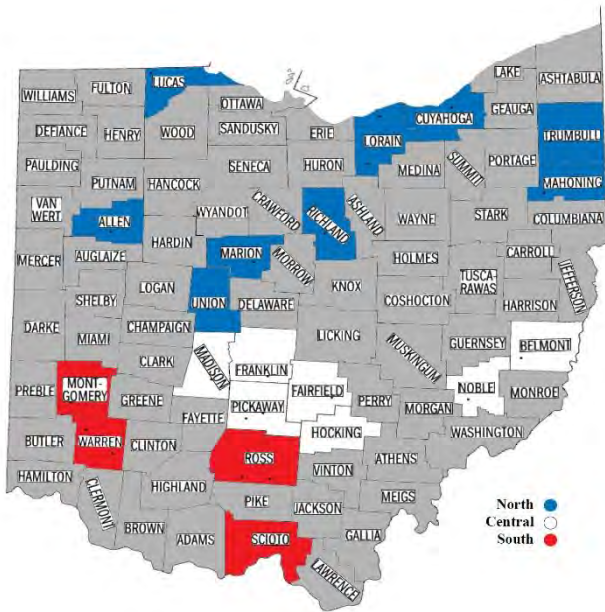 WILLIAMS
FULTON
LUCAS
OTTAWA
LAKE
ASHTABULA
GEAUGA
CUYAHOGA
DEFIANCE
HENRY
WOOD
SANDUSKY
ERIE
LORAIN
TRUMBULL
PAULDING
PUTNAM
HANCOCK
SENECA
HURON
MEDINA
SUMMIT
PORTAGE
MAHONING
VAN
WERT
ALLEN
WYANDOT
CRAWFORD
RICHLAND
ASHLAND
WAYNE
STARK
COLUMBIANA
HARDIN
MARION
MORROW
HOLMES
CARROLL
MERCER
AUGLAIZE
LOGAN
UNION
DELAWARE
KNOX
COSHOCTON
TUSCA-
RAWAS
HARRISON
JEFFERSON
SHELBY
DARKE
MIAMI
CHAMPAIGN
LICKING
MUSKINGUM
GUERNSEY
BELMONT
CLARK
MADISON
FRANKLIN
FAIRFIELD
PERRY
NOBLE
MONROE
PREBLE
MONT-
GOMERY
GREENE
FAYETTE
PICKAWAY
HOCKING
MORGAN
WASHINGTON
BUTLER
WARREN
CLINTON
ROSS
VINTON
ATHENS
HAMILTON
CLERMONT
HIGHLAND
PIKE
JACKSON
MEIGS
BROWN
ADAMS
SCIOTO
LAWRENCE
GALLIA
North
Central
South